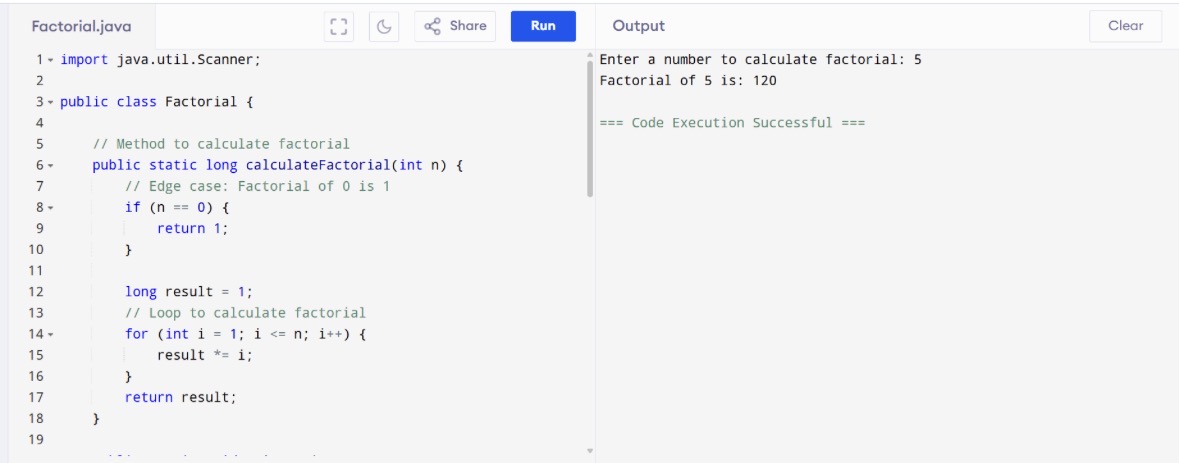 Factorial.java
Share
Run
Output
Clear
1 import java.util.Scanner;
2
3 public class Factorial {
4
5     // Method to calculate factorial
6     public static long calculateFactorial(int n) {
7         // Edge case: Factorial of 0 is 1
8         if (n == 0) {
9             return 1;
10         }
11
12         long result = 1;
13         // Loop to calculate factorial
14         for (int i = 1; i <= n; i++) {
15             result *= i;
16         }
17         return result;
18     }
19
Enter a number to calculate factorial: 5
Factorial of 5 is: 120
=== Code Execution Successful ===